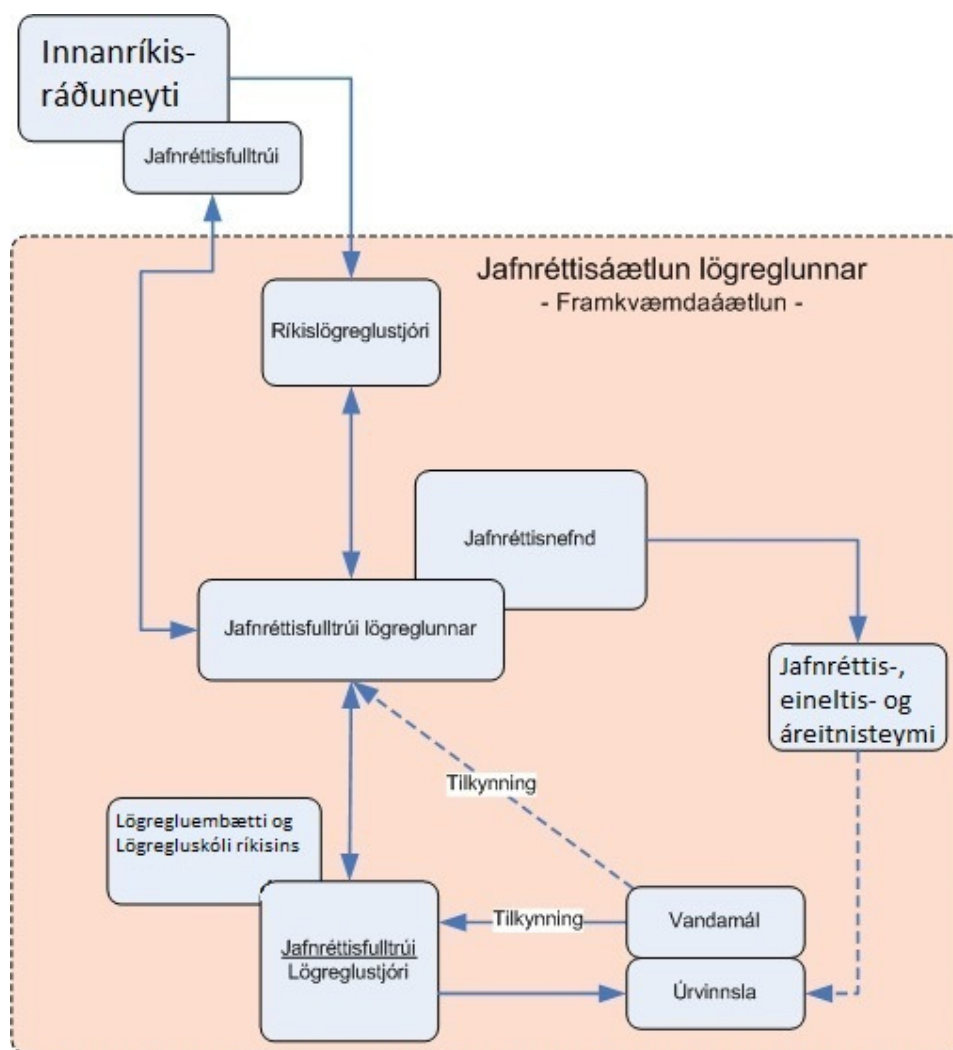 Innanríkis-
ráðuneyti
Jafnréttisfulltrúi
Jafnréttisáætlun lögreglunnar
- Framkvæmdaáætlun -
Ríkislögreglustjóri
Jafnréttisnefnd
Jafnréttisfulltrúi lögreglunnar
Jafnréttis-,
eineltis- og
áreitnisteymi
Tilkynning
Lögregluembætti og
Lögregluskóli ríkisins
Tilkynning
Vandamál
Jafnréttisfulltrúi
Lögreglustjóri
Úrvinnsla